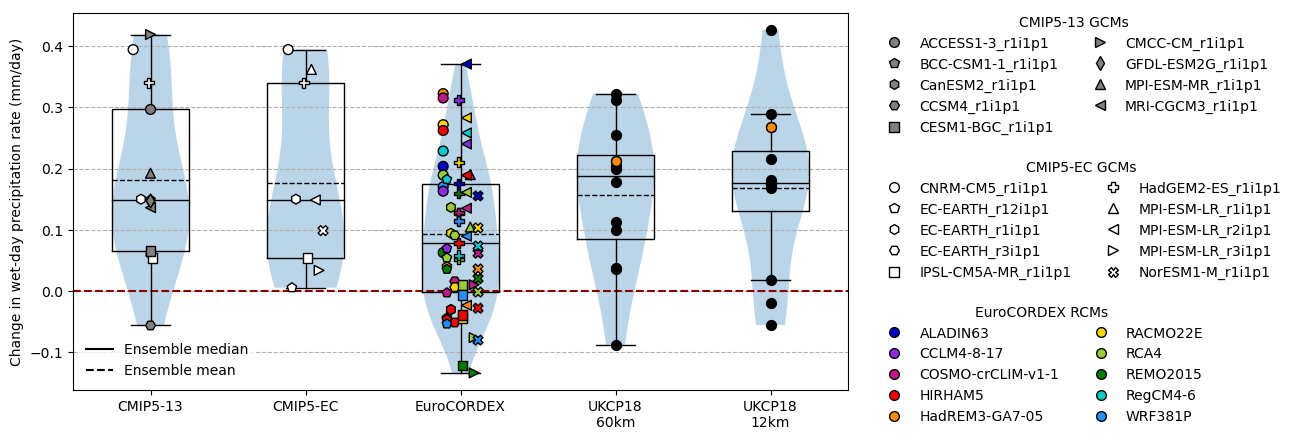 Change in wet-day precipitation rate (mm/day)
0.4
0.3
0.2
0.1
0.0
−0.1
Ensemble median
Ensemble mean
CMIP5-13
CMIP5-EC
EuroCORDEX
UKCP18
60km
UKCP18
12km
CMIP5-13 GCMs
ACCESS1-3_r1i1p1
BCC-CSM1-1_r1i1p1
CanESM2_r1i1p1
CCSM4_r1i1p1
CESM1-BGC_r1i1p1
CMCC-CM_r1i1p1
GFDL-ESM2G_r1i1p1
MPI-ESM-MR_r1i1p1
MRI-CGCM3_r1i1p1
CMIP5-EC GCMs
CNRM-CM5_r1i1p1
EC-EARTH_r12i1p1
EC-EARTH_r1i1p1
EC-EARTH_r3i1p1
IPSL-CM5A-MR_r1i1p1
HadGEM2-ES_r1i1p1
MPI-ESM-LR_r1i1p1
MPI-ESM-LR_r2i1p1
MPI-ESM-LR_r3i1p1
NorESM1-M_r1i1p1
EuroCORDEX RCMs
ALADIN63
CCLM4-8-17
COSMO-crCLIM-v1-1
HIRHAM5
HadREM3-GA7-05
RACMO22E
RCA4
REMO2015
RegCM4-6
WRF381P